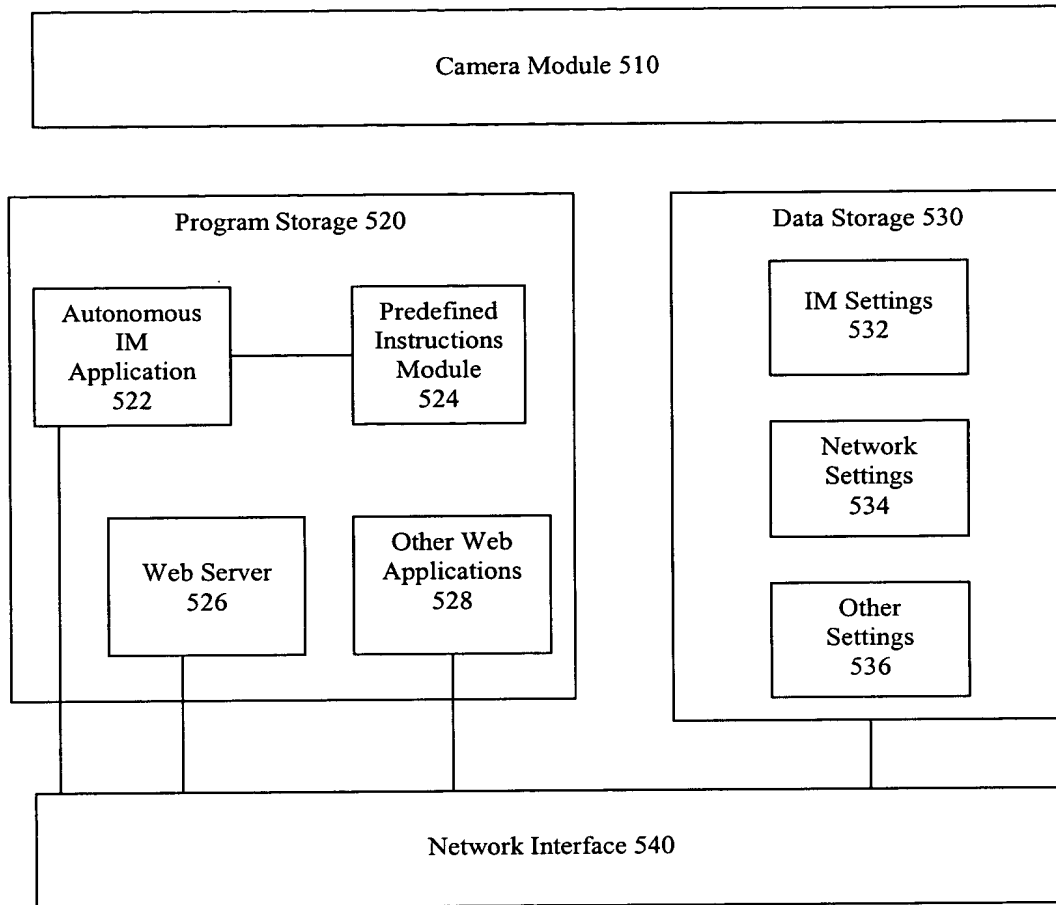 Camera Module 510
Program Storage 520
Autonomous
IM
Application
522
Predefined
Instructions
Module
524
Web Server
526
Other Web
Applications
528
Data Storage 530
IM Settings
532
Network
Settings
534
Other
Settings
536
Network Interface 540